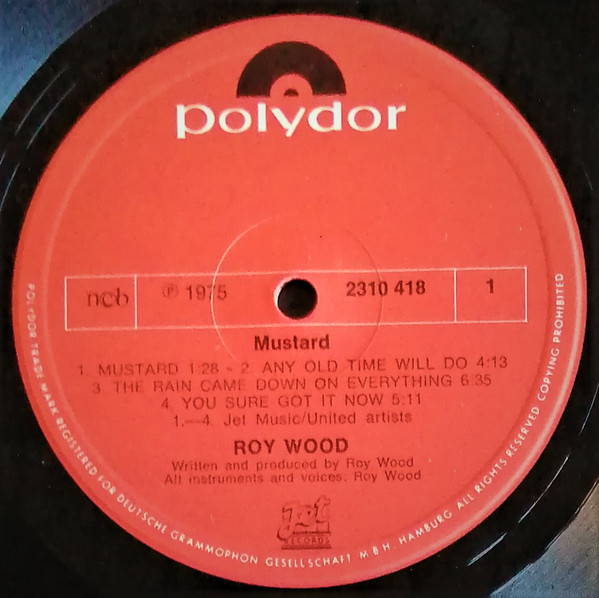 polydor
ncb
℗ 1975
2310 418
1
Mustard
1. MUSTARD 1:28 - 2. ANY OLD TIME WILL DO 4:13
3. THE RAIN CAME DOWN ON EVERYTHING 6:35
4. YOU SURE GOT IT NOW 5:11
1.—4. Jet Music/United artists
ROY WOOD
Written and produced by Roy Wood
All instruments and voices: Roy Wood
Jet
RECORDS
POLYDOR TRADE MARK REGISTERED FOR DEUTSCHE GRAMMOPHON GESELLSCHAFT M B H. HAMBURG ALL RIGHTS RESERVED COPYING PROHIBITED